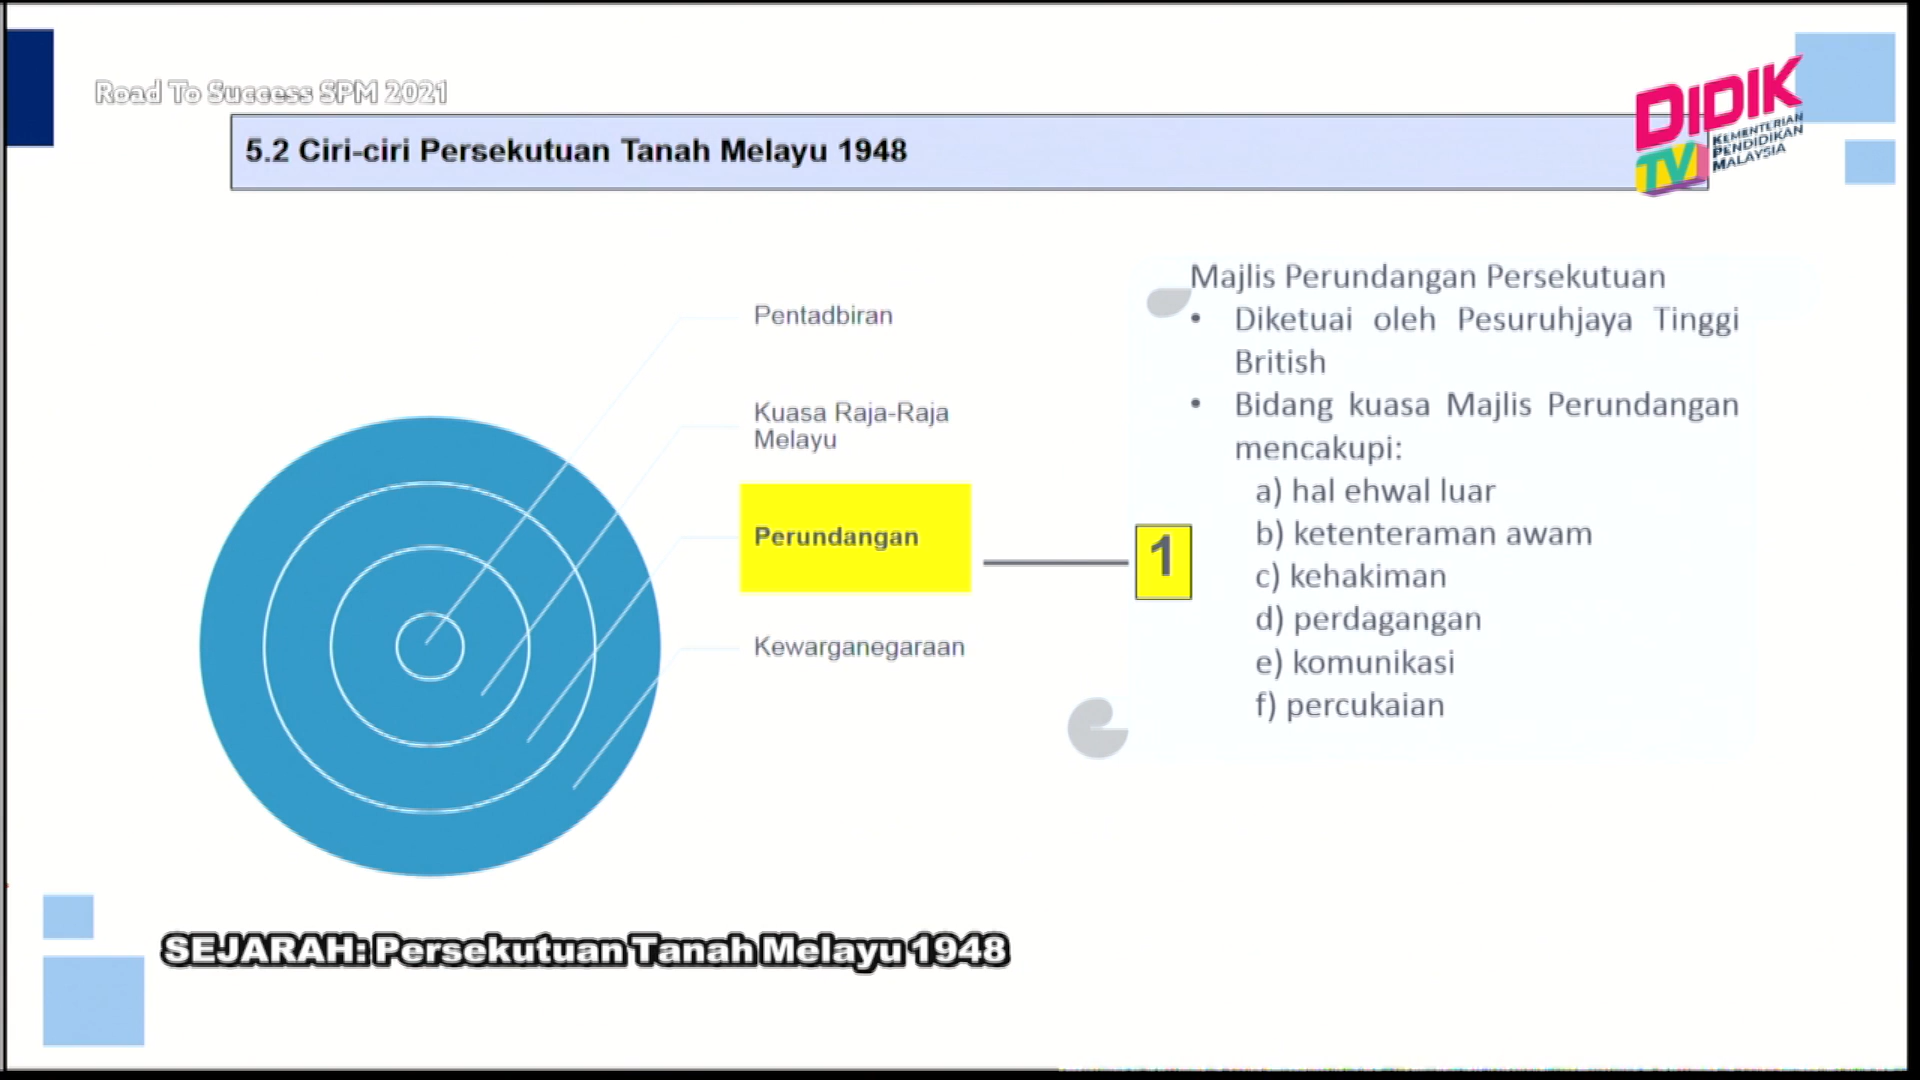 Road To Success SPM 2021
DIDIK
TV
KEMENTERIAN
PENDIDIKAN
MALAYSIA
5.2 Ciri-ciri Persekutuan Tanah Melayu 1948
Pentadbiran
Kuasa Raja-Raja
Melayu
Perundangan
Kewarganegaraan
1
Majlis Perundangan Persekutuan
• Diketuai oleh Pesuruhjaya Tinggi
British
• Bidang kuasa Majlis Perundangan
mencakupi:
a) hal ehwal luar
b) ketenteraman awam
c) kehakiman
d) perdagangan
e) komunikasi
f) percukaian
SEJARAH: Persekutuan Tanah Melayu 1948